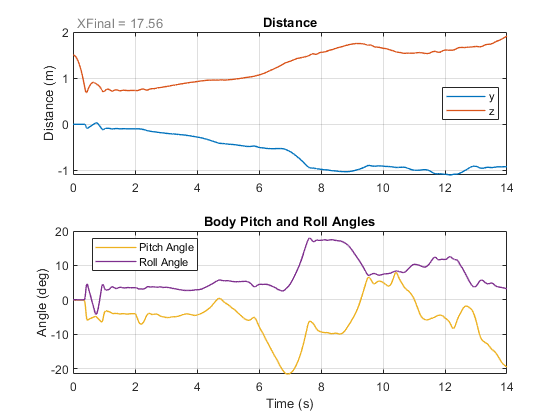 XFinal = 17.56
Distance
2
1
0
-1
Distance (m)
y
z
0 2 4 6 8 10 12 14
Body Pitch and Roll Angles
20
10
0
-10
-20
Angle (deg)
Pitch Angle
Roll Angle
0 2 4 6 8 10 12 14
Time (s)